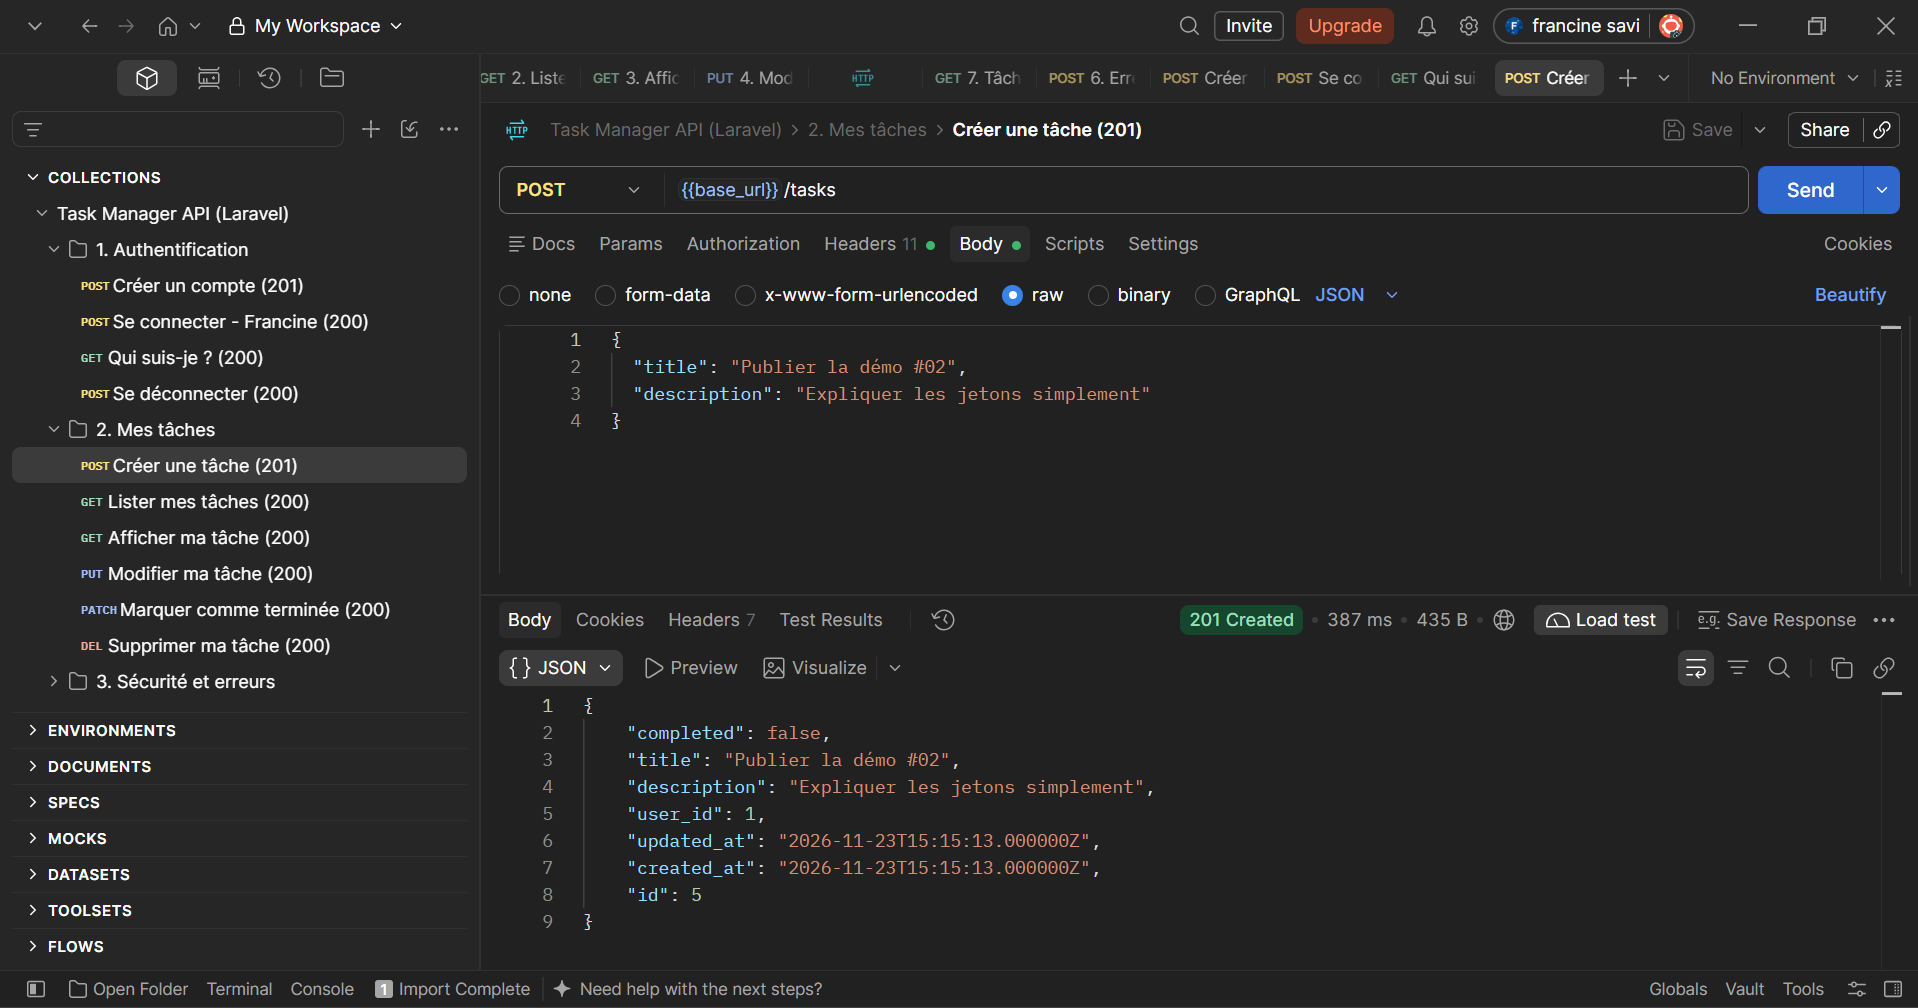 My Workspace
Invite
Upgrade
F francine savi
GET 2. Liste
GET 3. Affic
PUT 4. Mod
HTTP
GET 7. Tâch
POST 6. Erre
POST Créer
POST Se co
GET Qui sui
POST Créer
No Environment
HTTP Task Manager API (Laravel) > 2. Mes tâches > Créer une tâche (201)
Save
Share
COLLECTIONS
Task Manager API (Laravel)
1. Authentification
POST Créer un compte (201)
POST Se connecter - Francine (200)
GET Qui suis-je ? (200)
POST Se déconnecter (200)
2. Mes tâches
POST Créer une tâche (201)
GET Lister mes tâches (200)
GET Afficher ma tâche (200)
PUT Modifier ma tâche (200)
PATCH Marquer comme terminée (200)
DEL Supprimer ma tâche (200)
3. Sécurité et erreurs
ENVIRONMENTS
DOCUMENTS
SPECS
MOCKS
DATASETS
TOOLSETS
FLOWS
POST
{{base_url}} /tasks
Send
Docs Params Authorization Headers 11 Body Scripts Settings
Cookies
none form-data x-www-form-urlencoded raw binary GraphQL JSON
Beautify
1 {
2 "title": "Publier la démo #02",
3 "description": "Expliquer les jetons simplement"
4 }
Body Cookies Headers 7 Test Results
201 Created • 387 ms • 435 B
Load test
e.g. Save Response
{} JSON Preview Visualize
1 {
2 "completed": false,
3 "title": "Publier la démo #02",
4 "description": "Expliquer les jetons simplement",
5 "user_id": 1,
6 "updated_at": "2026-11-23T15:15:13.000000Z",
7 "created_at": "2026-11-23T15:15:13.000000Z",
8 "id": 5
9 }
Open Folder Terminal Console 1 Import Complete Need help with the next steps?
Globals Vault Tools